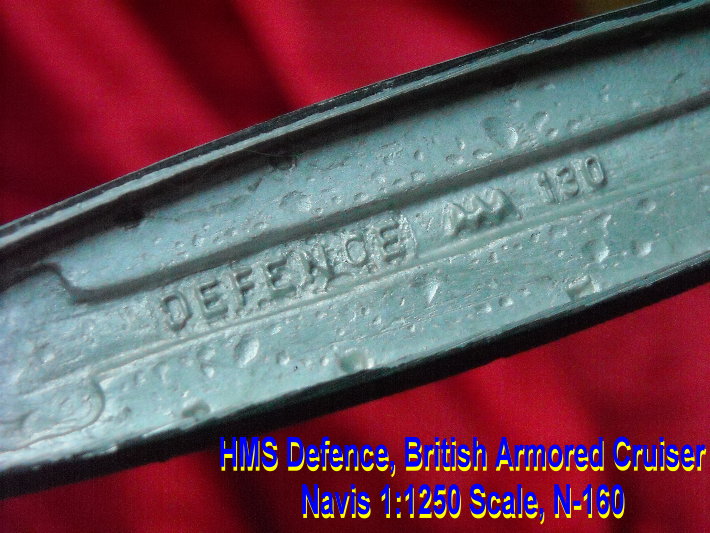 DEFENCE 130
HMS Defence, British Armored Cruiser
Navis 1:1250 Scale, N-160